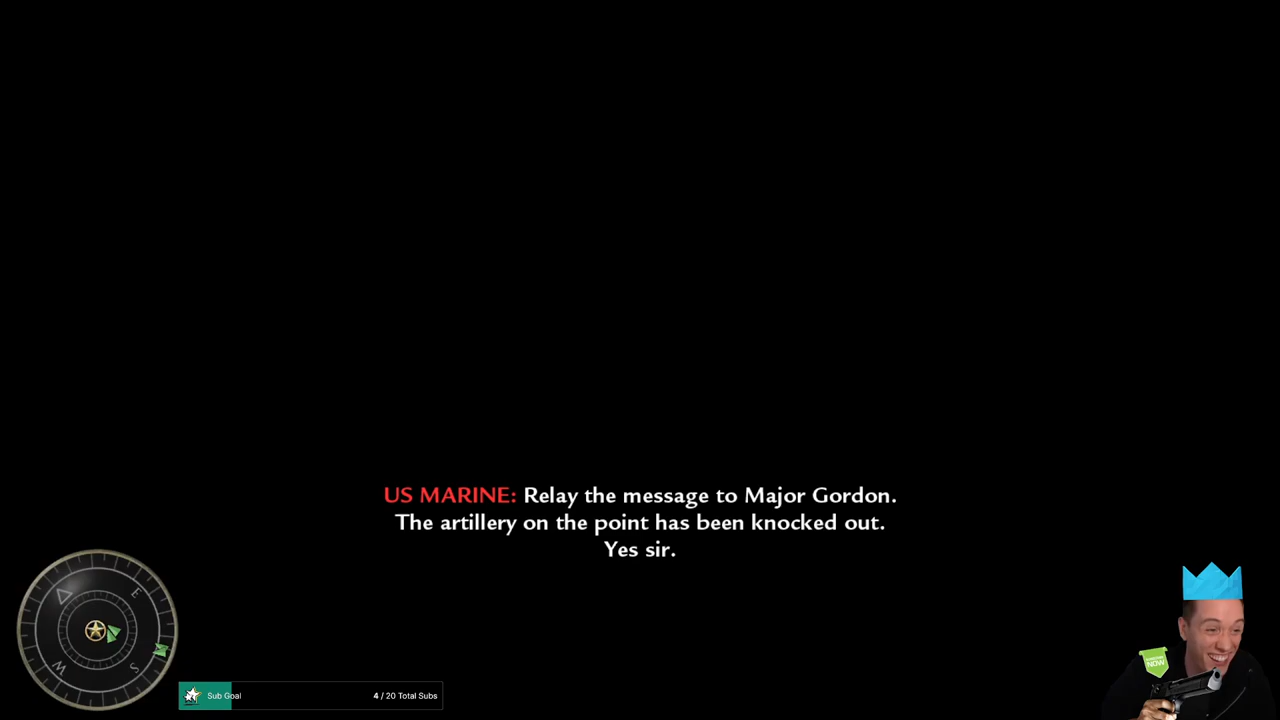 US MARINE: Relay the message to Major Gordon.
The artillery on the point has been knocked out.
Yes sir.
E
S
W
Sub Goal
4 / 20 Total Subs
NOW